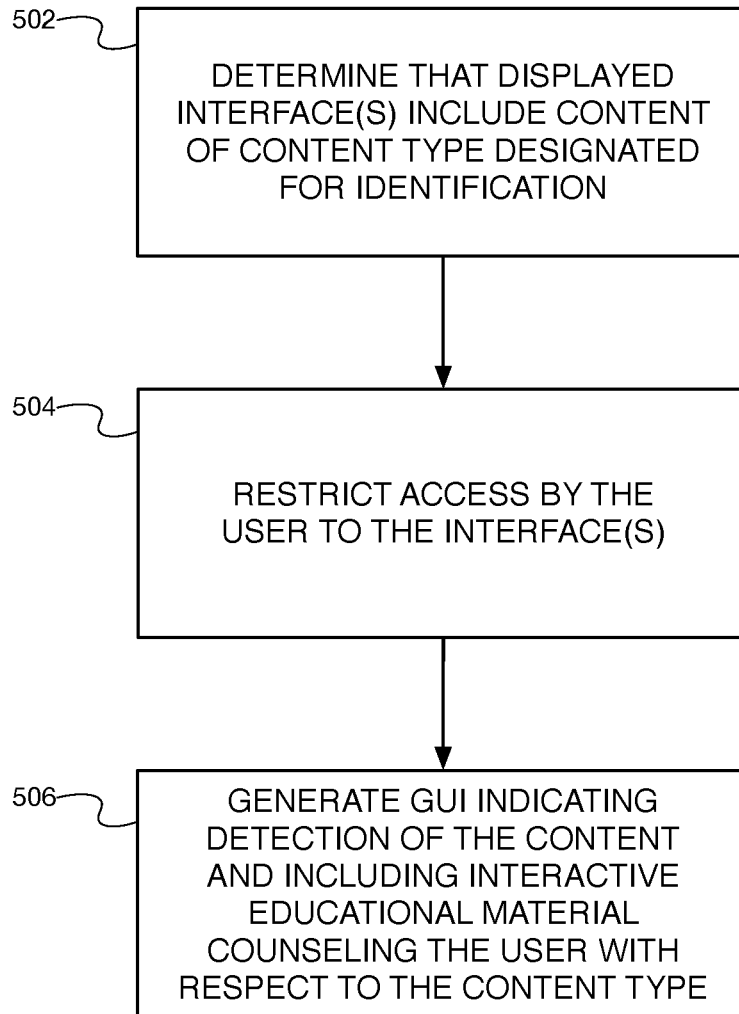 502
DETERMINE THAT DISPLAYED
INTERFACE(S) INCLUDE CONTENT
OF CONTENT TYPE DESIGNATED
FOR IDENTIFICATION
504
RESTRICT ACCESS BY THE
USER TO THE INTERFACE(S)
506
GENERATE GUI INDICATING
DETECTION OF THE CONTENT
AND INCLUDING INTERACTIVE
EDUCATIONAL MATERIAL
COUNSELING THE USER WITH
RESPECT TO THE CONTENT TYPE